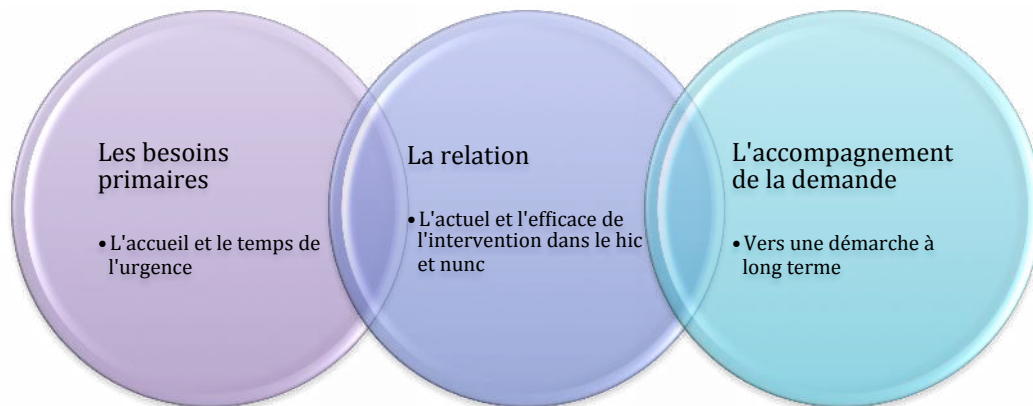 Les besoins
primaires
• L'accueil et le temps de
l'urgence
La relation
• L'actuel et l'efficace de
l'intervention dans le hic
et nunc
L'accompagnement
de la demande
• Vers une démarche à
long terme